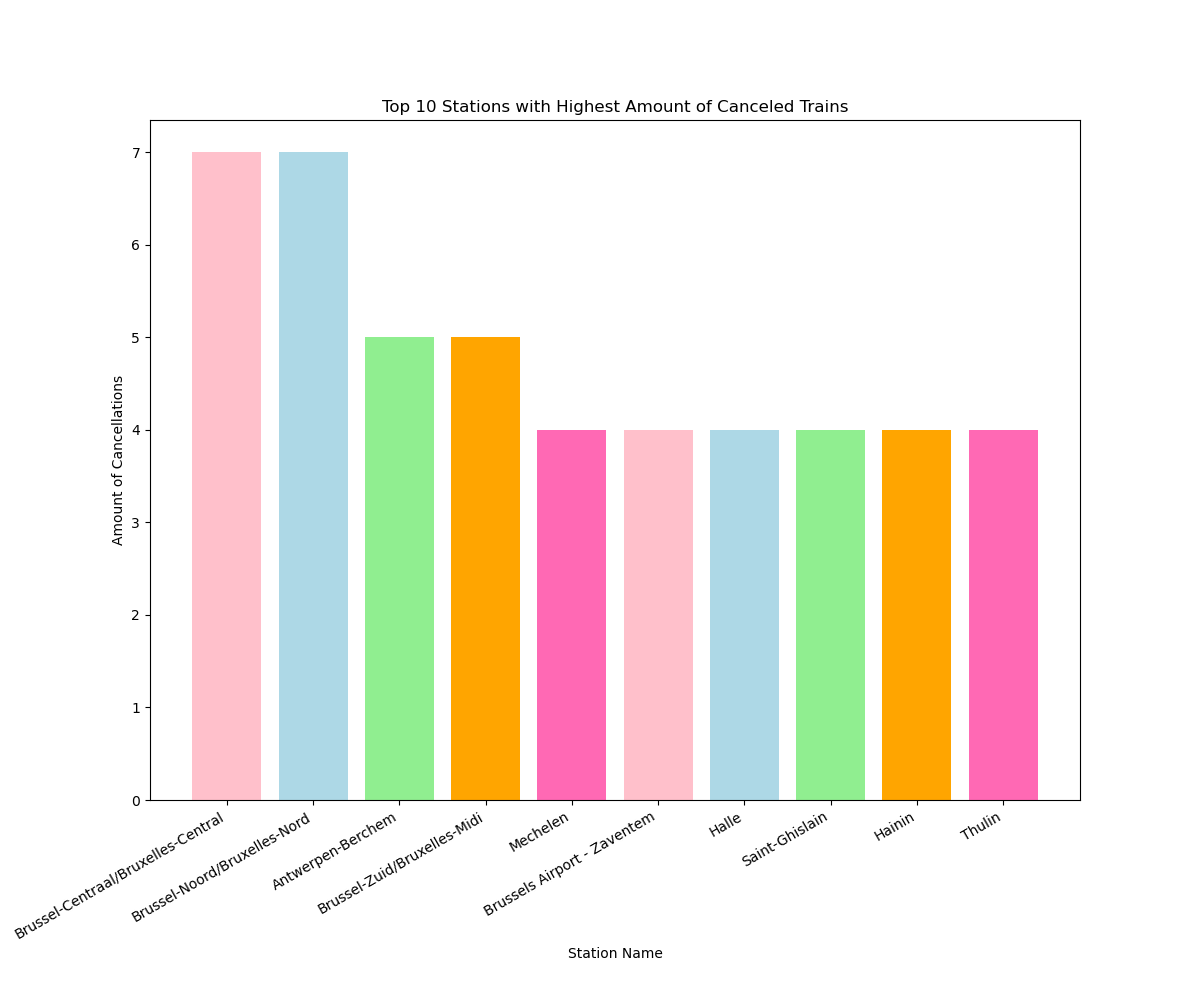 Top 10 Stations with Highest Amount of Canceled Trains
Amount of Cancellations
7
6
5
4
3
2
1
0
Brussel-Centraal/Bruxelles-Central
Brussel-Noord/Bruxelles-Nord
Antwerpen-Berchem
Brussel-Zuid/Bruxelles-Midi
Mechelen
Brussels Airport - Zaventem
Halle
Saint-Ghislain
Hainin
Thulin
Station Name